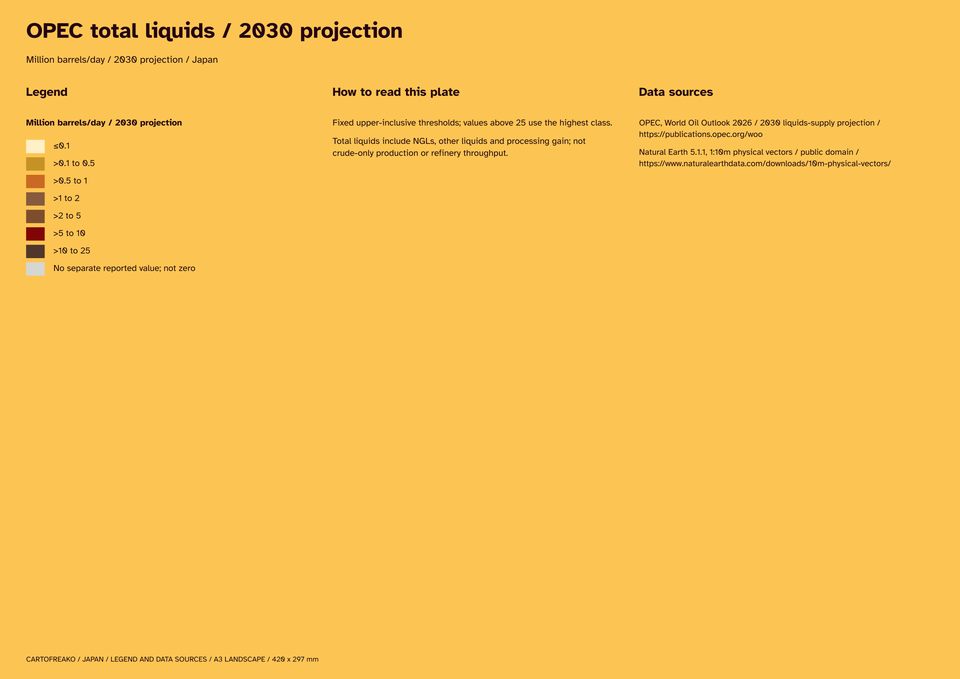 OPEC total liquids / 2030 projection
Million barrels/day / 2030 projection / Japan
Legend
Million barrels/day / 2030 projection
≤0.1
>0.1 to 0.5
>0.5 to 1
>1 to 2
>2 to 5
>5 to 10
>10 to 25
No separate reported value; not zero
How to read this plate
Fixed upper-inclusive thresholds; values above 25 use the highest class.
Total liquids include NGLs, other liquids and processing gain; not
crude-only production or refinery throughput.
Data sources
OPEC, World Oil Outlook 2026 / 2030 liquids-supply projection /
https://publications.opec.org/woo
Natural Earth 5.1.1, 1:10m physical vectors / public domain /
https://www.naturalearthdata.com/downloads/10m-physical-vectors/
CARTOFREAKO / JAPAN / LEGEND AND DATA SOURCES / A3 LANDSCAPE / 420 x 297 mm